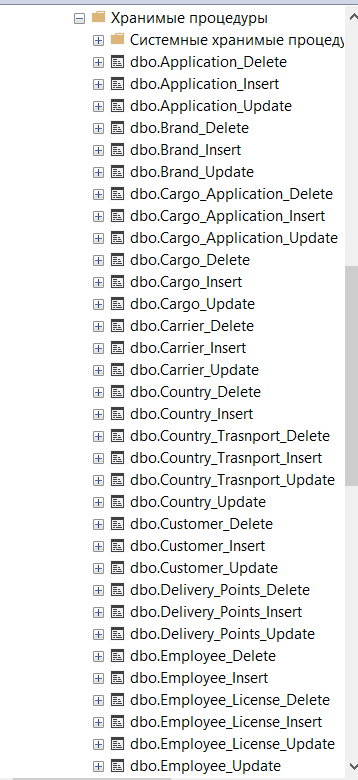 Хранимые процедуры
Системные хранимые процеду
dbo.Application_Delete
dbo.Application_Insert
dbo.Application_Update
dbo.Brand_Delete
dbo.Brand_Insert
dbo.Brand_Update
dbo.Cargo_Application_Delete
dbo.Cargo_Application_Insert
dbo.Cargo_Application_Update
dbo.Cargo_Delete
dbo.Cargo_Insert
dbo.Cargo_Update
dbo.Carrier_Delete
dbo.Carrier_Insert
dbo.Carrier_Update
dbo.Country_Delete
dbo.Country_Insert
dbo.Country_Trasnport_Delete
dbo.Country_Trasnport_Insert
dbo.Country_Trasnport_Update
dbo.Country_Update
dbo.Customer_Delete
dbo.Customer_Insert
dbo.Customer_Update
dbo.Delivery_Points_Delete
dbo.Delivery_Points_Insert
dbo.Delivery_Points_Update
dbo.Employee_Delete
dbo.Employee_Insert
dbo.Employee_License_Delete
dbo.Employee_License_Insert
dbo.Employee_License_Update
dbo.Employee_Update